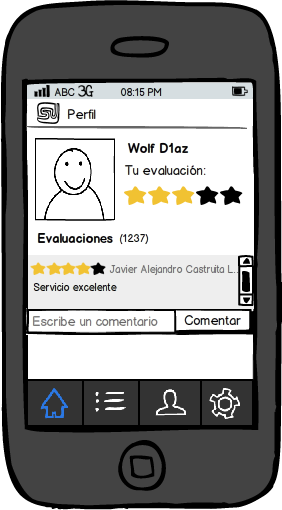 ABC 3G 08:15 PM
Perfil
Wolf D1az
Tu evaluación:
Evaluaciones (1237)
Javier Alejandro Castruita L..
Servicio excelente
Escribe un comentario Comentar